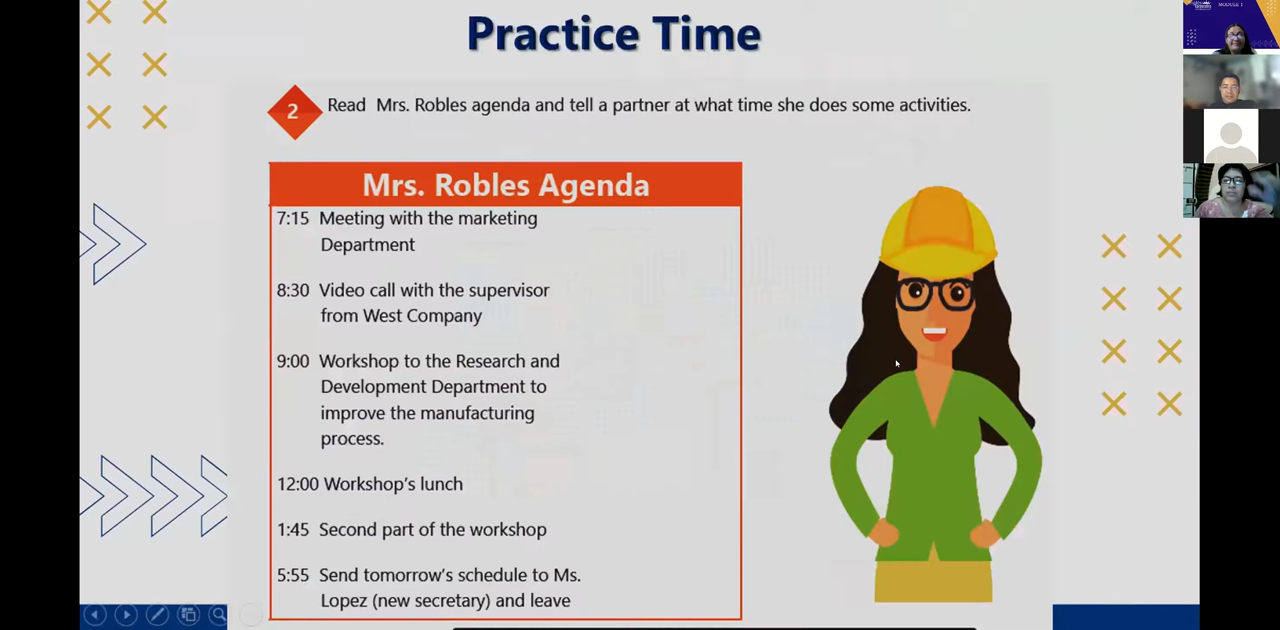 Practice Time
MODULE 1
2
Read Mrs. Robles agenda and tell a partner at what time she does some activities.
Mrs. Robles Agenda
7:15 Meeting with the marketing
Department
8:30 Video call with the supervisor
from West Company
9:00 Workshop to the Research and
Development Department to
improve the manufacturing
process.
12:00 Workshop's lunch
1:45 Second part of the workshop
5:55 Send tomorrow's schedule to Ms.
Lopez (new secretary) and leave